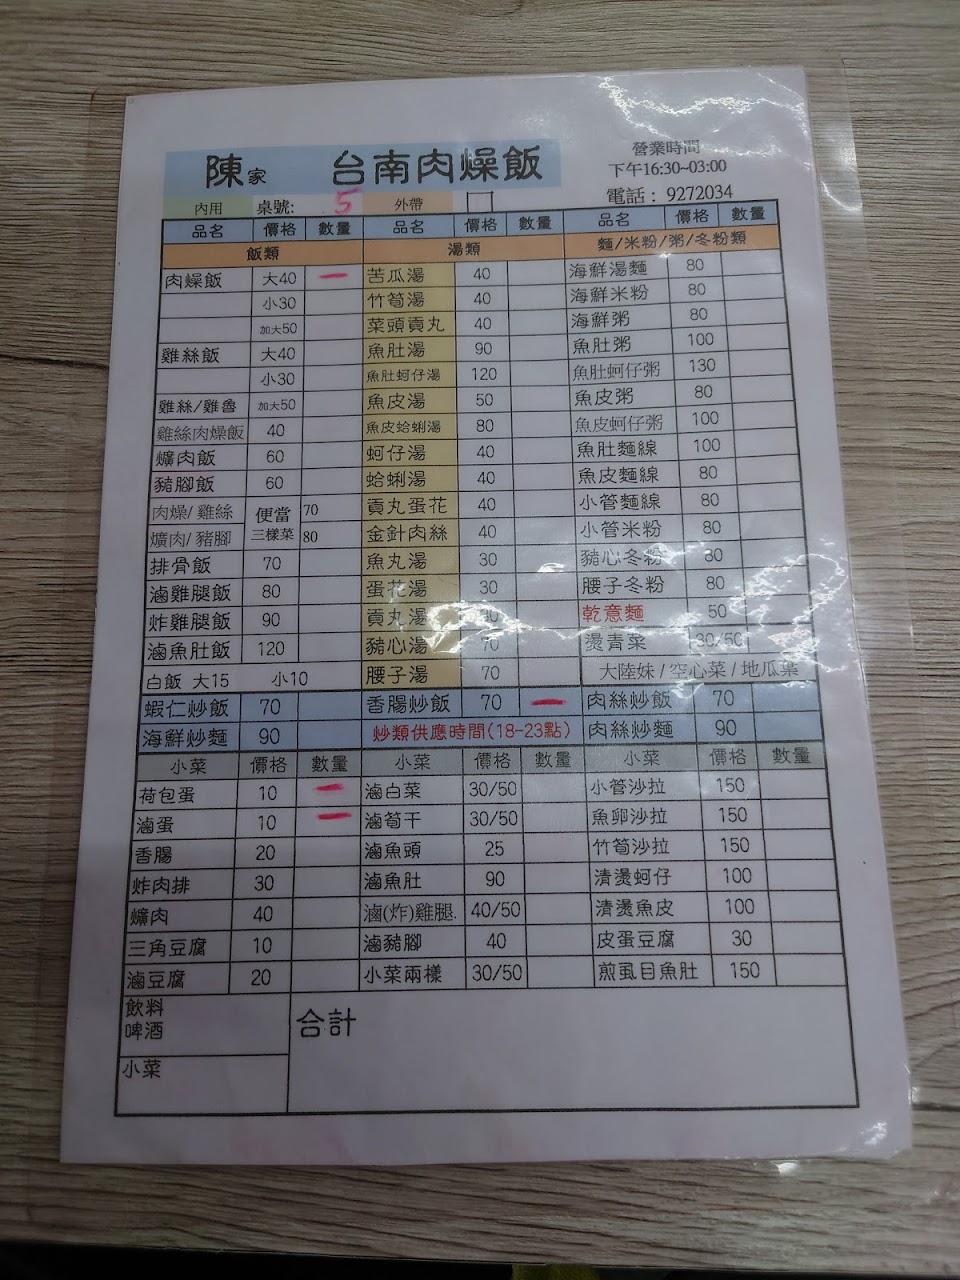 陳家 台南肉燥飯
營業時間
下午16:30~03:00
電話： 9272034
內用 桌號: 5 外帶
品名 價格 數量 品名 價格 數量 品名 價格 數量
飯類 湯類 麵/米粉/粥/冬粉類
肉燥飯 大40 一 苦瓜湯 40 海鮮湯麵 80
小30 竹筍湯 40 海鮮米粉 80
加大50 菜頭貢丸 40 海鮮粥 80
雞絲飯 大40 魚肚湯 90 魚肚粥 100
小30 魚肚蚵仔湯 120 魚肚蚵仔粥 130
雞絲/雞魯 加大50 魚皮湯 50 魚皮粥 80
雞絲肉燥飯 40 魚皮蛤蜊湯 80 魚皮蚵仔粥 100
爌肉飯 60 蚵仔湯 40 魚肚麵線 100
豬腳飯 60 蛤蜊湯 40 魚皮麵線 80
肉燥/雞絲 便當 70 貢丸蛋花 40 小管麵線 80
爌肉/豬腳 三樣菜 80 金針肉絲 40 小管米粉 80
排骨飯 70 魚丸湯 30 豬心冬粉 80
滷雞腿飯 80 蛋花湯 30 腰子冬粉 80
炸雞腿飯 90 貢丸湯 乾意麵 50
滷魚肚飯 120 豬心湯 70 燙青菜 30/50
白飯 大15 小10 腰子湯 70 大陸妹/空心菜/地瓜葉
蝦仁炒飯 70 香腸炒飯 70 一 肉絲炒飯 70
海鮮炒麵 90 炒類供應時間(18-23點) 肉絲炒麵 90
小菜 價格 數量 小菜 價格 數量 小菜 價格 數量
荷包蛋 10 一 滷白菜 30/50 小管沙拉 150
滷蛋 10 一 滷筍干 30/50 魚卵沙拉 150
香腸 20 滷魚頭 25 竹筍沙拉 150
炸肉排 30 滷魚肚 90 清燙蚵仔 100
爌肉 40 滷(炸)雞腿. 40/50 清燙魚皮 100
三角豆腐 10 滷豬腳 40 皮蛋豆腐 30
滷豆腐 20 小菜兩樣 30/50 煎虱目魚肚 150
飲料
啤酒
合計
小菜